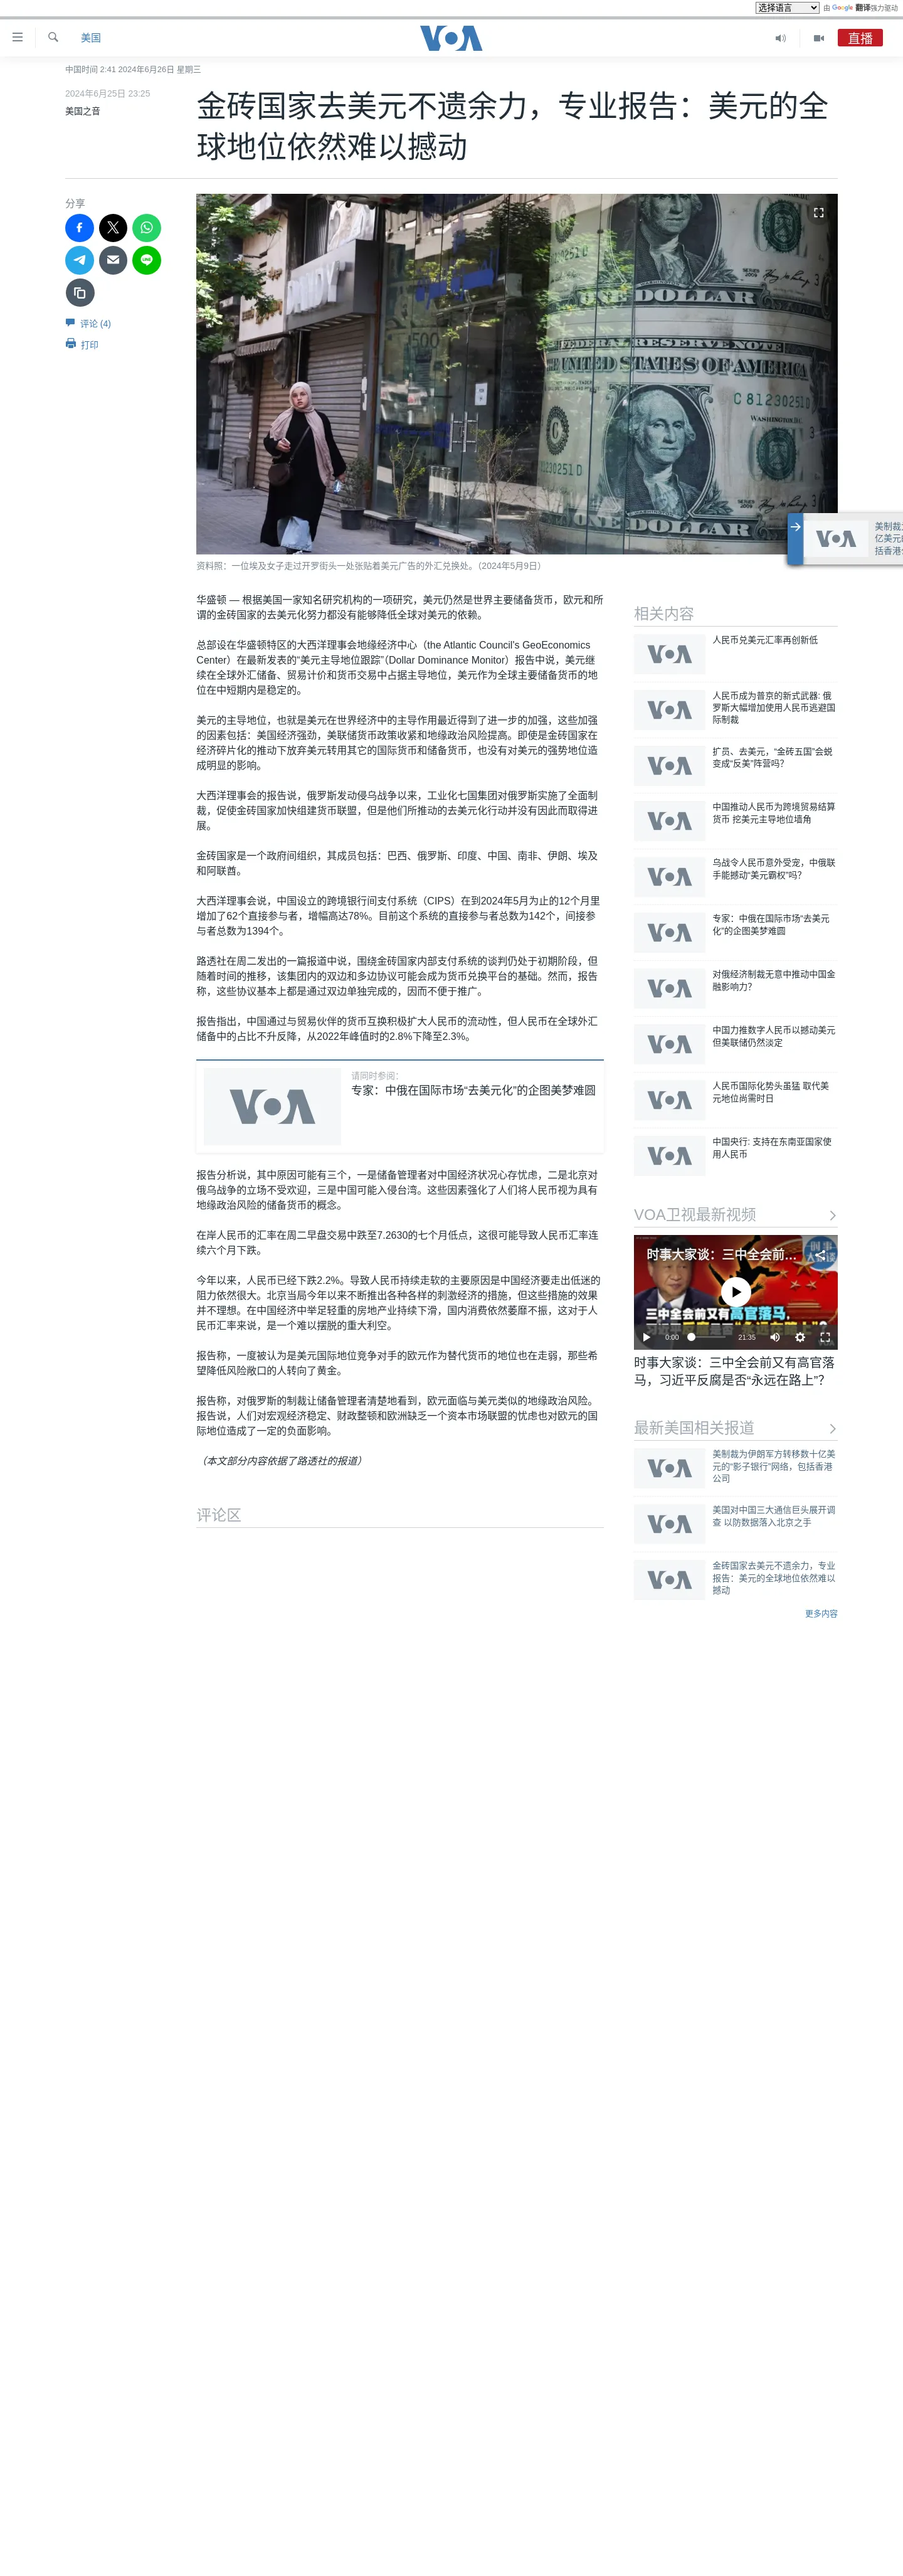 选择语言
由 Google 翻译强力驱动
美国
VOA
直播
中国时间 2:41 2024年6月26日 星期三
2024年6月25日 23:25
美国之音
金砖国家去美元不遗余力，专业报告：美元的全
球地位依然难以撼动
分享
评论 (4)
打印
资料照：一位埃及女子走过开罗街头一处张贴着美元广告的外汇兑换处。（2024年5月9日）
美制裁为
亿美元的
括香港公
华盛顿 — 根据美国一家知名研究机构的一项研究，美元仍然是世界主要储备货币，欧元和所
谓的金砖国家的去美元化努力都没有能够降低全球对美元的依赖。
总部设在华盛顿特区的大西洋理事会地缘经济中心（the Atlantic Council's GeoEconomics
Center）在最新发表的“美元主导地位跟踪”（Dollar Dominance Monitor）报告中说，美元继
续在全球外汇储备、贸易计价和货币交易中占据主导地位，美元作为全球主要储备货币的地
位在中短期内是稳定的。
美元的主导地位，也就是美元在世界经济中的主导作用最近得到了进一步的加强，这些加强
的因素包括：美国经济强劲，美联储货币政策收紧和地缘政治风险提高。即使是金砖国家在
经济碎片化的推动下放弃美元转用其它的国际货币和储备货币，也没有对美元的强势地位造
成明显的影响。
大西洋理事会的报告说，俄罗斯发动侵乌战争以来，工业化七国集团对俄罗斯实施了全面制
裁，促使金砖国家加快组建货币联盟，但是他们所推动的去美元化行动并没有因此而取得进
展。
金砖国家是一个政府间组织，其成员包括：巴西、俄罗斯、印度、中国、南非、伊朗、埃及
和阿联酋。
大西洋理事会说，中国设立的跨境银行间支付系统（CIPS）在到2024年5月为止的12个月里
增加了62个直接参与者，增幅高达78%。目前这个系统的直接参与者总数为142个，间接参
与者总数为1394个。
路透社在周二发出的一篇报道中说，围绕金砖国家内部支付系统的谈判仍处于初期阶段，但
随着时间的推移，该集团内的双边和多边协议可能会成为货币兑换平台的基础。然而，报告
称，这些协议基本上都是通过双边单独完成的，因而不便于推广。
报告指出，中国通过与贸易伙伴的货币互换积极扩大人民币的流动性，但人民币在全球外汇
储备中的占比不升反降，从2022年峰值时的2.8%下降至2.3%。
VOA
请同时参阅：
专家：中俄在国际市场“去美元化”的企图美梦难圆
报告分析说，其中原因可能有三个，一是储备管理者对中国经济状况心存忧虑，二是北京对
俄乌战争的立场不受欢迎，三是中国可能入侵台湾。这些因素强化了人们将人民币视为具有
地缘政治风险的储备货币的概念。
在岸人民币的汇率在周二早盘交易中跌至7.2630的七个月低点，这很可能导致人民币汇率连
续六个月下跌。
今年以来，人民币已经下跌2.2%。导致人民币持续走软的主要原因是中国经济要走出低迷的
阻力依然很大。北京当局今年以来不断推出各种各样的刺激经济的措施，但这些措施的效果
并不理想。在中国经济中举足轻重的房地产业持续下滑，国内消费依然萎靡不振，这对于人
民币汇率来说，是一个难以摆脱的重大利空。
报告称，一度被认为是美元国际地位竞争对手的欧元作为替代货币的地位也在走弱，那些希
望降低风险敞口的人转向了黄金。
报告称，对俄罗斯的制裁让储备管理者清楚地看到，欧元面临与美元类似的地缘政治风险。
报告说，人们对宏观经济稳定、财政整顿和欧洲缺乏一个资本市场联盟的忧虑也对欧元的国
际地位造成了一定的负面影响。
（本文部分内容依据了路透社的报道）
评论区
相关内容
人民币兑美元汇率再创新低
人民币成为普京的新式武器: 俄
罗斯大幅增加使用人民币逃避国
际制裁
扩员、去美元，“金砖五国”会蜕
变成“反美”阵营吗？
中国推动人民币为跨境贸易结算
货币 挖美元主导地位墙角
乌战令人民币意外受宠，中俄联
手能撼动“美元霸权”吗？
专家：中俄在国际市场“去美元
化”的企图美梦难圆
对俄经济制裁无意中推动中国金
融影响力？
中国力推数字人民币以撼动美元
但美联储仍然淡定
人民币国际化势头虽猛 取代美
元地位尚需时日
中国央行: 支持在东南亚国家使
用人民币
VOA卫视最新视频
时事大家谈：三中全会前…
三中全会前又有高官落马，
0:00
21:35
时事大家谈：三中全会前又有高官落
马，习近平反腐是否“永远在路上”？
最新美国相关报道
美制裁为伊朗军方转移数十亿美
元的“影子银行”网络，包括香港
公司
美国对中国三大通信巨头展开调
查 以防数据落入北京之手
金砖国家去美元不遗余力，专业
报告：美元的全球地位依然难以
撼动
更多内容